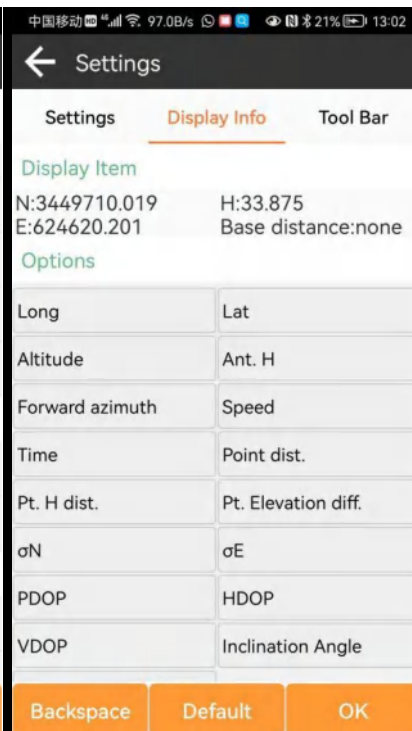 中国移动 HD 46 97.0B/s 21% 13:02
Settings
Settings Display Info Tool Bar
Display Item
N:3449710.019 H:33.875
E:624620.201 Base distance:none
Options
Long Lat
Altitude Ant. H
Forward azimuth Speed
Time Point dist.
Pt. H dist. Pt. Elevation diff.
σN σE
PDOP HDOP
VDOP Inclination Angle
Backspace Default OK